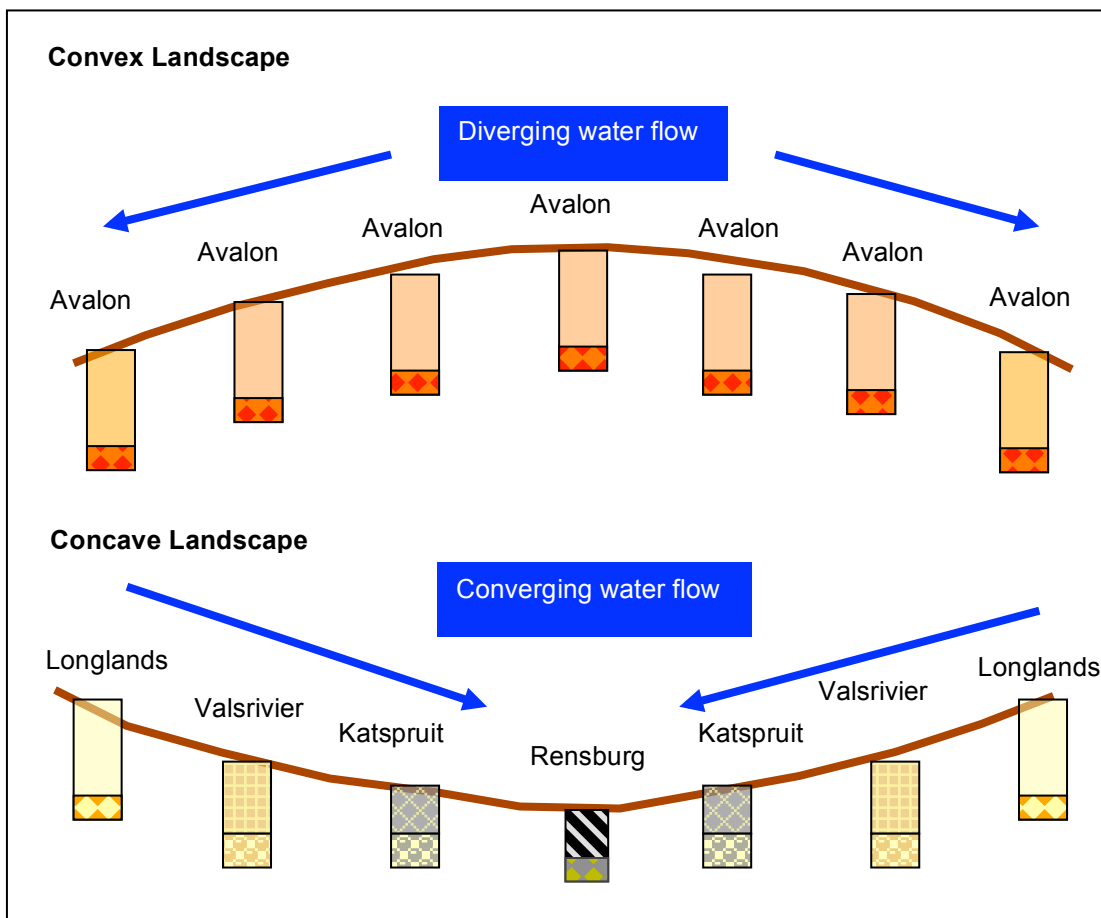 Convex Landscape
Diverging water flow
Avalon
Avalon
Avalon
Avalon
Avalon
Avalon
Avalon
Concave Landscape
Converging water flow
Longlands
Valsrivier
Katspruit
Rensburg
Katspruit
Valsrivier
Longlands